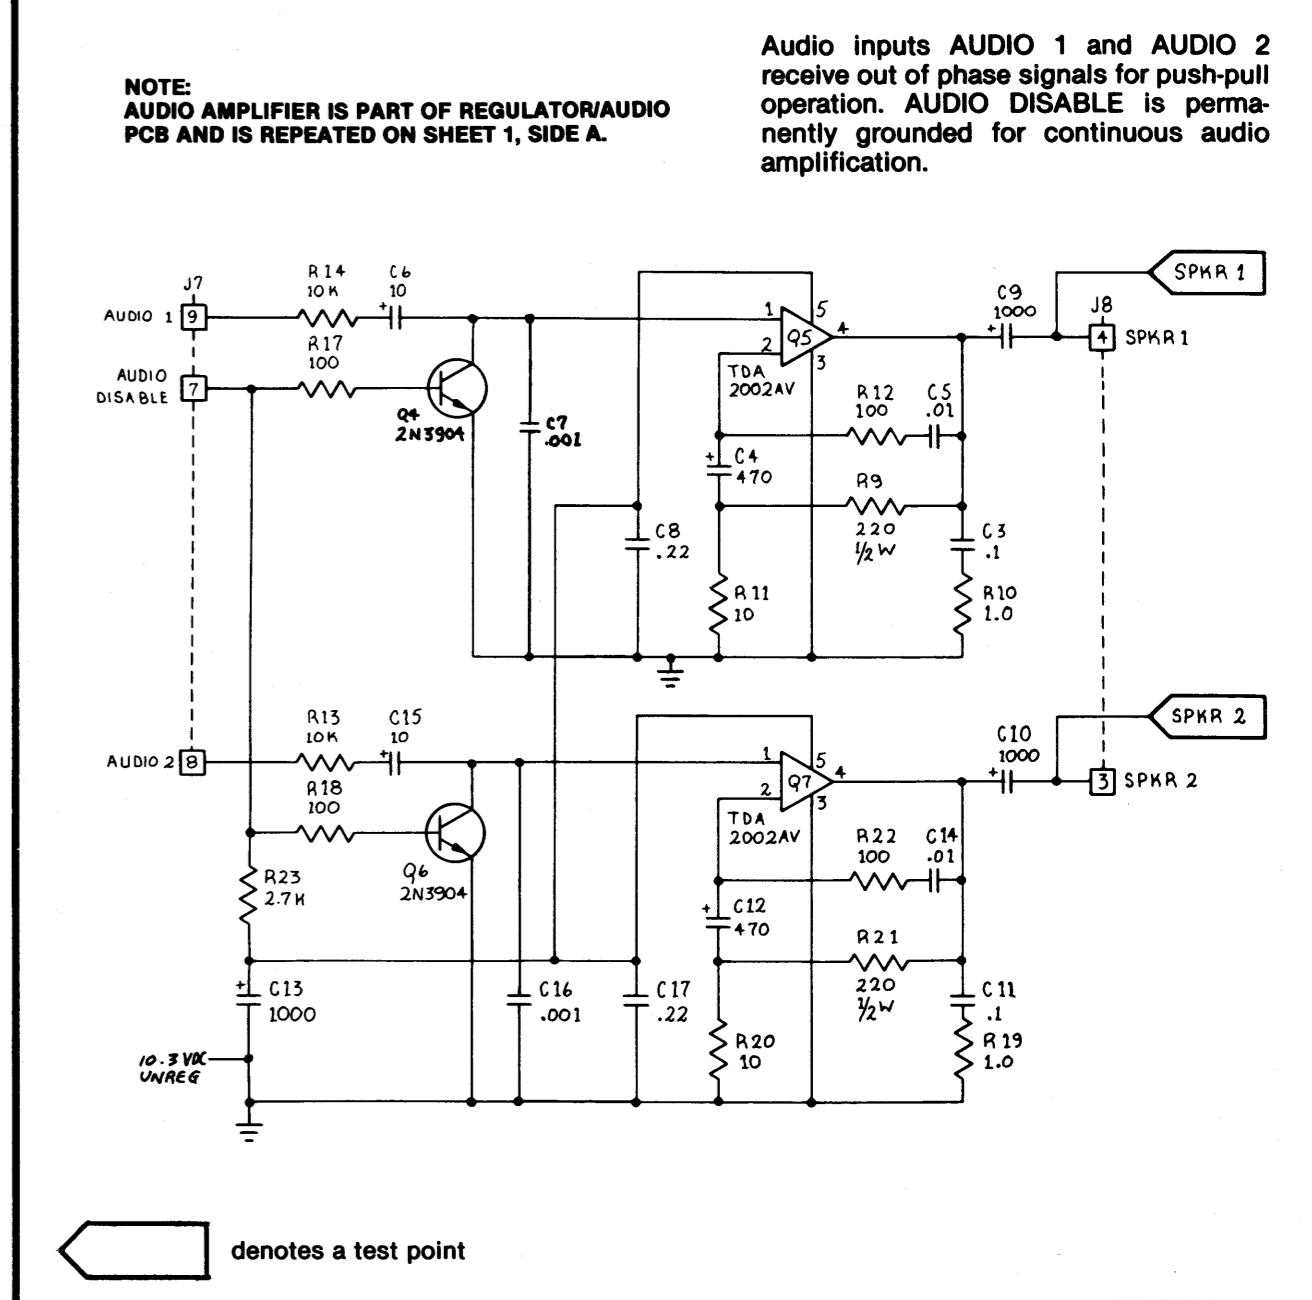 Audio inputs AUDIO 1 and AUDIO 2
receive out of phase signals for push-pull
operation. AUDIO DISABLE is perma-
nently grounded for continuous audio
amplification.
NOTE:
AUDIO AMPLIFIER IS PART OF REGULATOR/AUDIO
PCB AND IS REPEATED ON SHEET 1, SIDE A.
J7
AUDIO 1 9
R14
10K
C6
+
10
R17
100
AUDIO
DISABLE
7
Q4
2N3904
C7
.001
1
2
5
Q5
4
3
TDA
2002AV
C9
+
1000
SPKR 1
J8
4 SPKR1
R12
100
C5
.01
+
C4
470
R9
220
1/2W
C8
.22
C3
.1
R11
10
R10
1.0
AUDIO 2 8
R13
10K
C15
+
10
R18
100
Q6
2N3904
1
2
5
Q7
4
3
TDA
2002AV
C10
+
1000
SPKR 2
3 SPKR 2
R22
100
C14
.01
R23
2.7K
+
C12
470
R21
220
1/2W
+
C13
1000
C16
.001
C17
.22
C11
.1
R20
10
R19
1.0
10.3 VDC
UNREG
denotes a test point